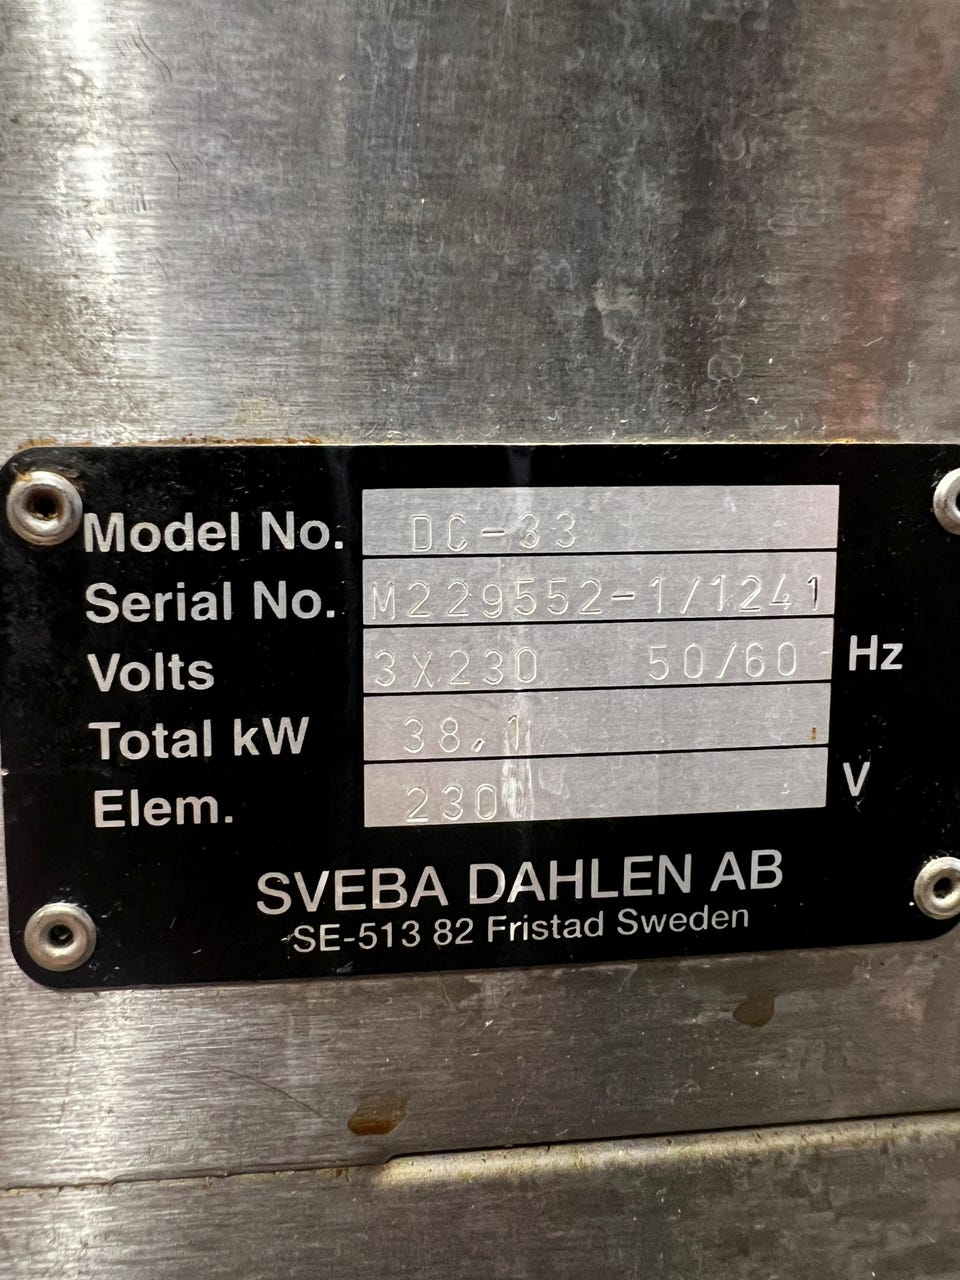 Model No. DC-33
Serial No. M229552-1/1241
Volts 3X230 50/60 Hz
Total kW 38,1
Elem. 230 V
SVEBA DAHLEN AB
SE-513 82 Fristad Sweden